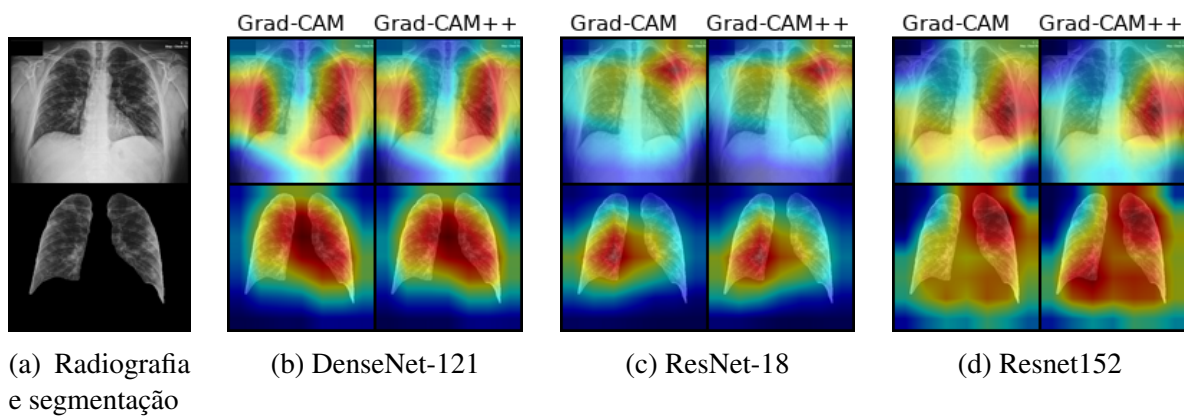 Grad-CAM Grad-CAM++ Grad-CAM Grad-CAM++ Grad-CAM Grad-CAM++
(a) Radiografia
e segmentação
(b) DenseNet-121
(c) ResNet-18
(d) Resnet152